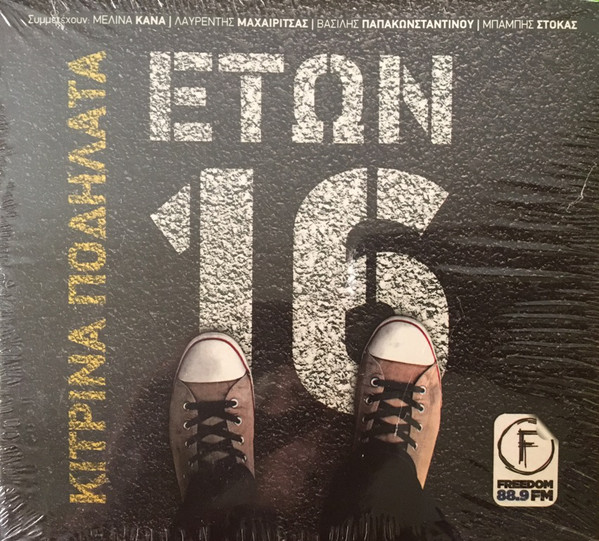 Συμμετέχουν ΜΕΛΙΝΑ ΚΑΝΑ | ΛΑΥΡΕΝΤΗΣ ΜΑΧΑΙΡΙΤΣΑΣ | ΒΑΣΙΛΗΣ ΠΑΠΑΚΩΝΣΤΑΝΤΙΝΟΥ | ΜΠΑΜΠΗΣ ΣΤΟΚΑΣ
ΚΙΤΡΙΝΑ ΠΟΔΗΛΑΤΑ
ΕΤΩΝ
16
F
FREEDOM
88.9 FM